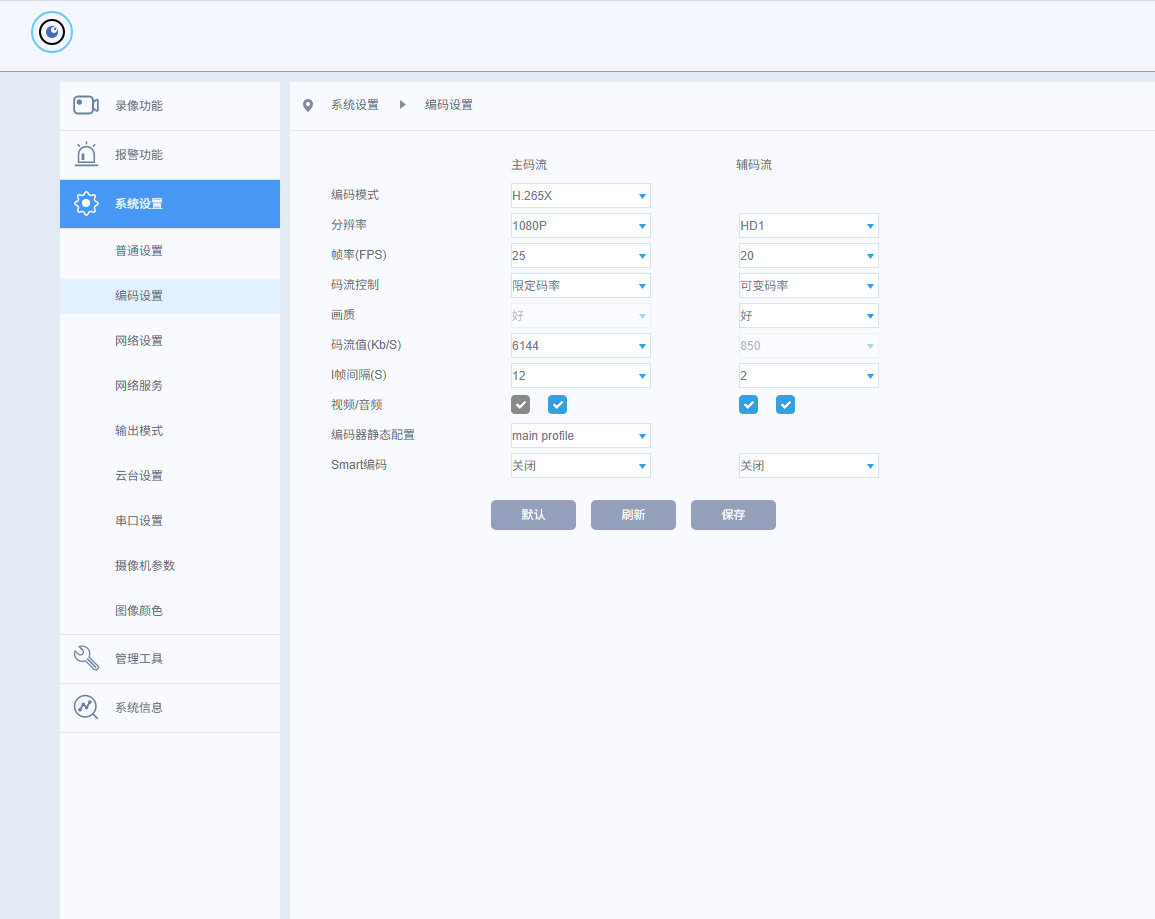 录像功能
报警功能
系统设置
普通设置
编码设置
网络设置
网络服务
输出模式
云台设置
串口设置
摄像机参数
图像颜色
管理工具
系统信息
系统设置 编码设置
主码流 辅码流
编码模式 H.265X
分辨率 1080P HD1
帧率(FPS) 25 20
码流控制 限定码率 可变码率
画质 好 好
码流值(Kb/S) 6144 850
I帧间隔(S) 12 2
视频/音频
编码器静态配置 main profile
Smart编码 关闭 关闭
默认 刷新 保存